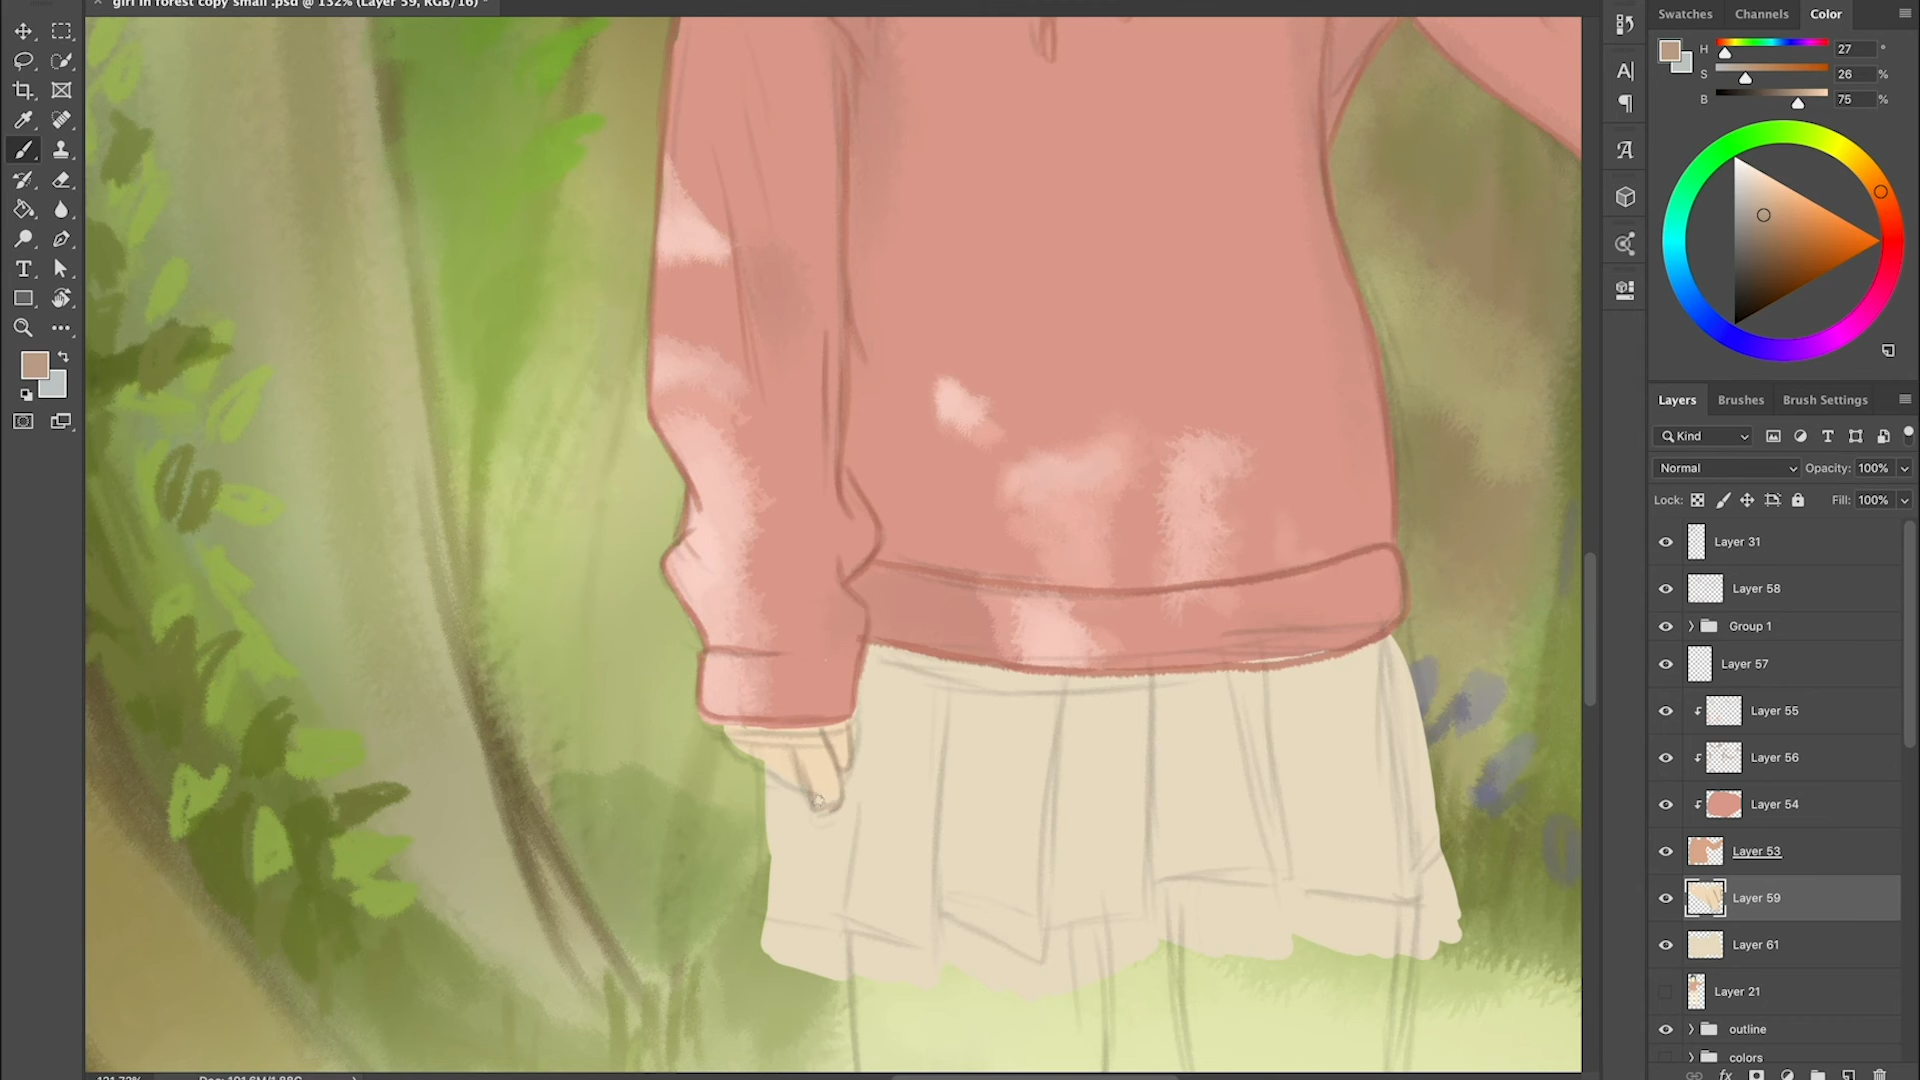 girl in forest copy small .psd @ 132% (Layer 59, RGB/16) *
Swatches Channels Color
H 27 °
S 26 %
B 75 %
Layers Brushes Brush Settings
Kind
Normal Opacity: 100%
Lock: Fill: 100%
Layer 31
Layer 58
Group 1
Layer 57
Layer 55
Layer 56
Layer 54
Layer 53
Layer 59
Layer 61
Layer 21
outline
colors